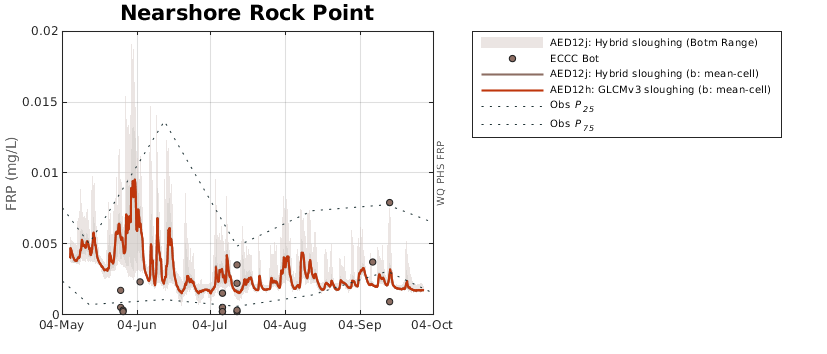 Nearshore Rock Point
0.02
0.015
0.01
0.005
0
FRP (mg/L)
04-May 04-Jun 04-Jul 04-Aug 04-Sep 04-Oct
WQ PHS FRP
AED12j: Hybrid sloughing (Botm Range)
ECCC Bot
AED12j: Hybrid sloughing (b: mean-cell)
AED12h: GLCMv3 sloughing (b: mean-cell)
Obs P 25
Obs P 75